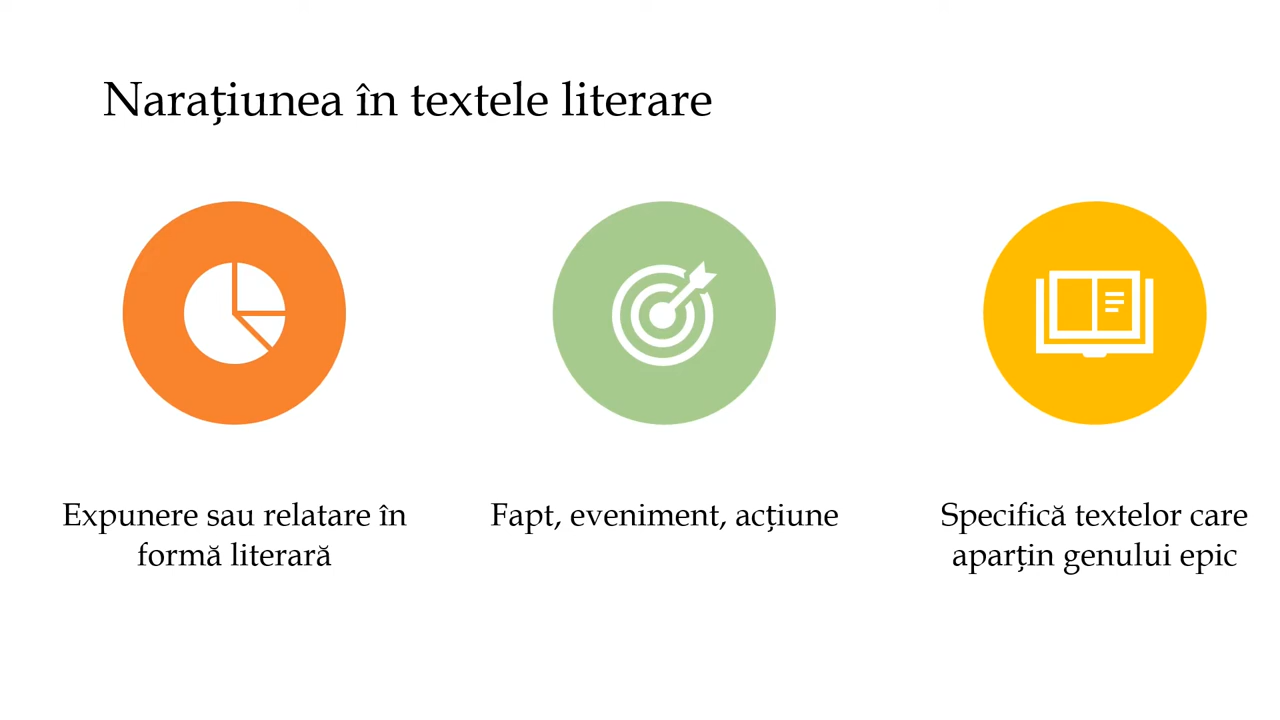 Narațiunea în textele literare
Expunere sau relatare în
formă literară
Fapt, eveniment, acțiune
Specifică textelor care
aparțin genului epic